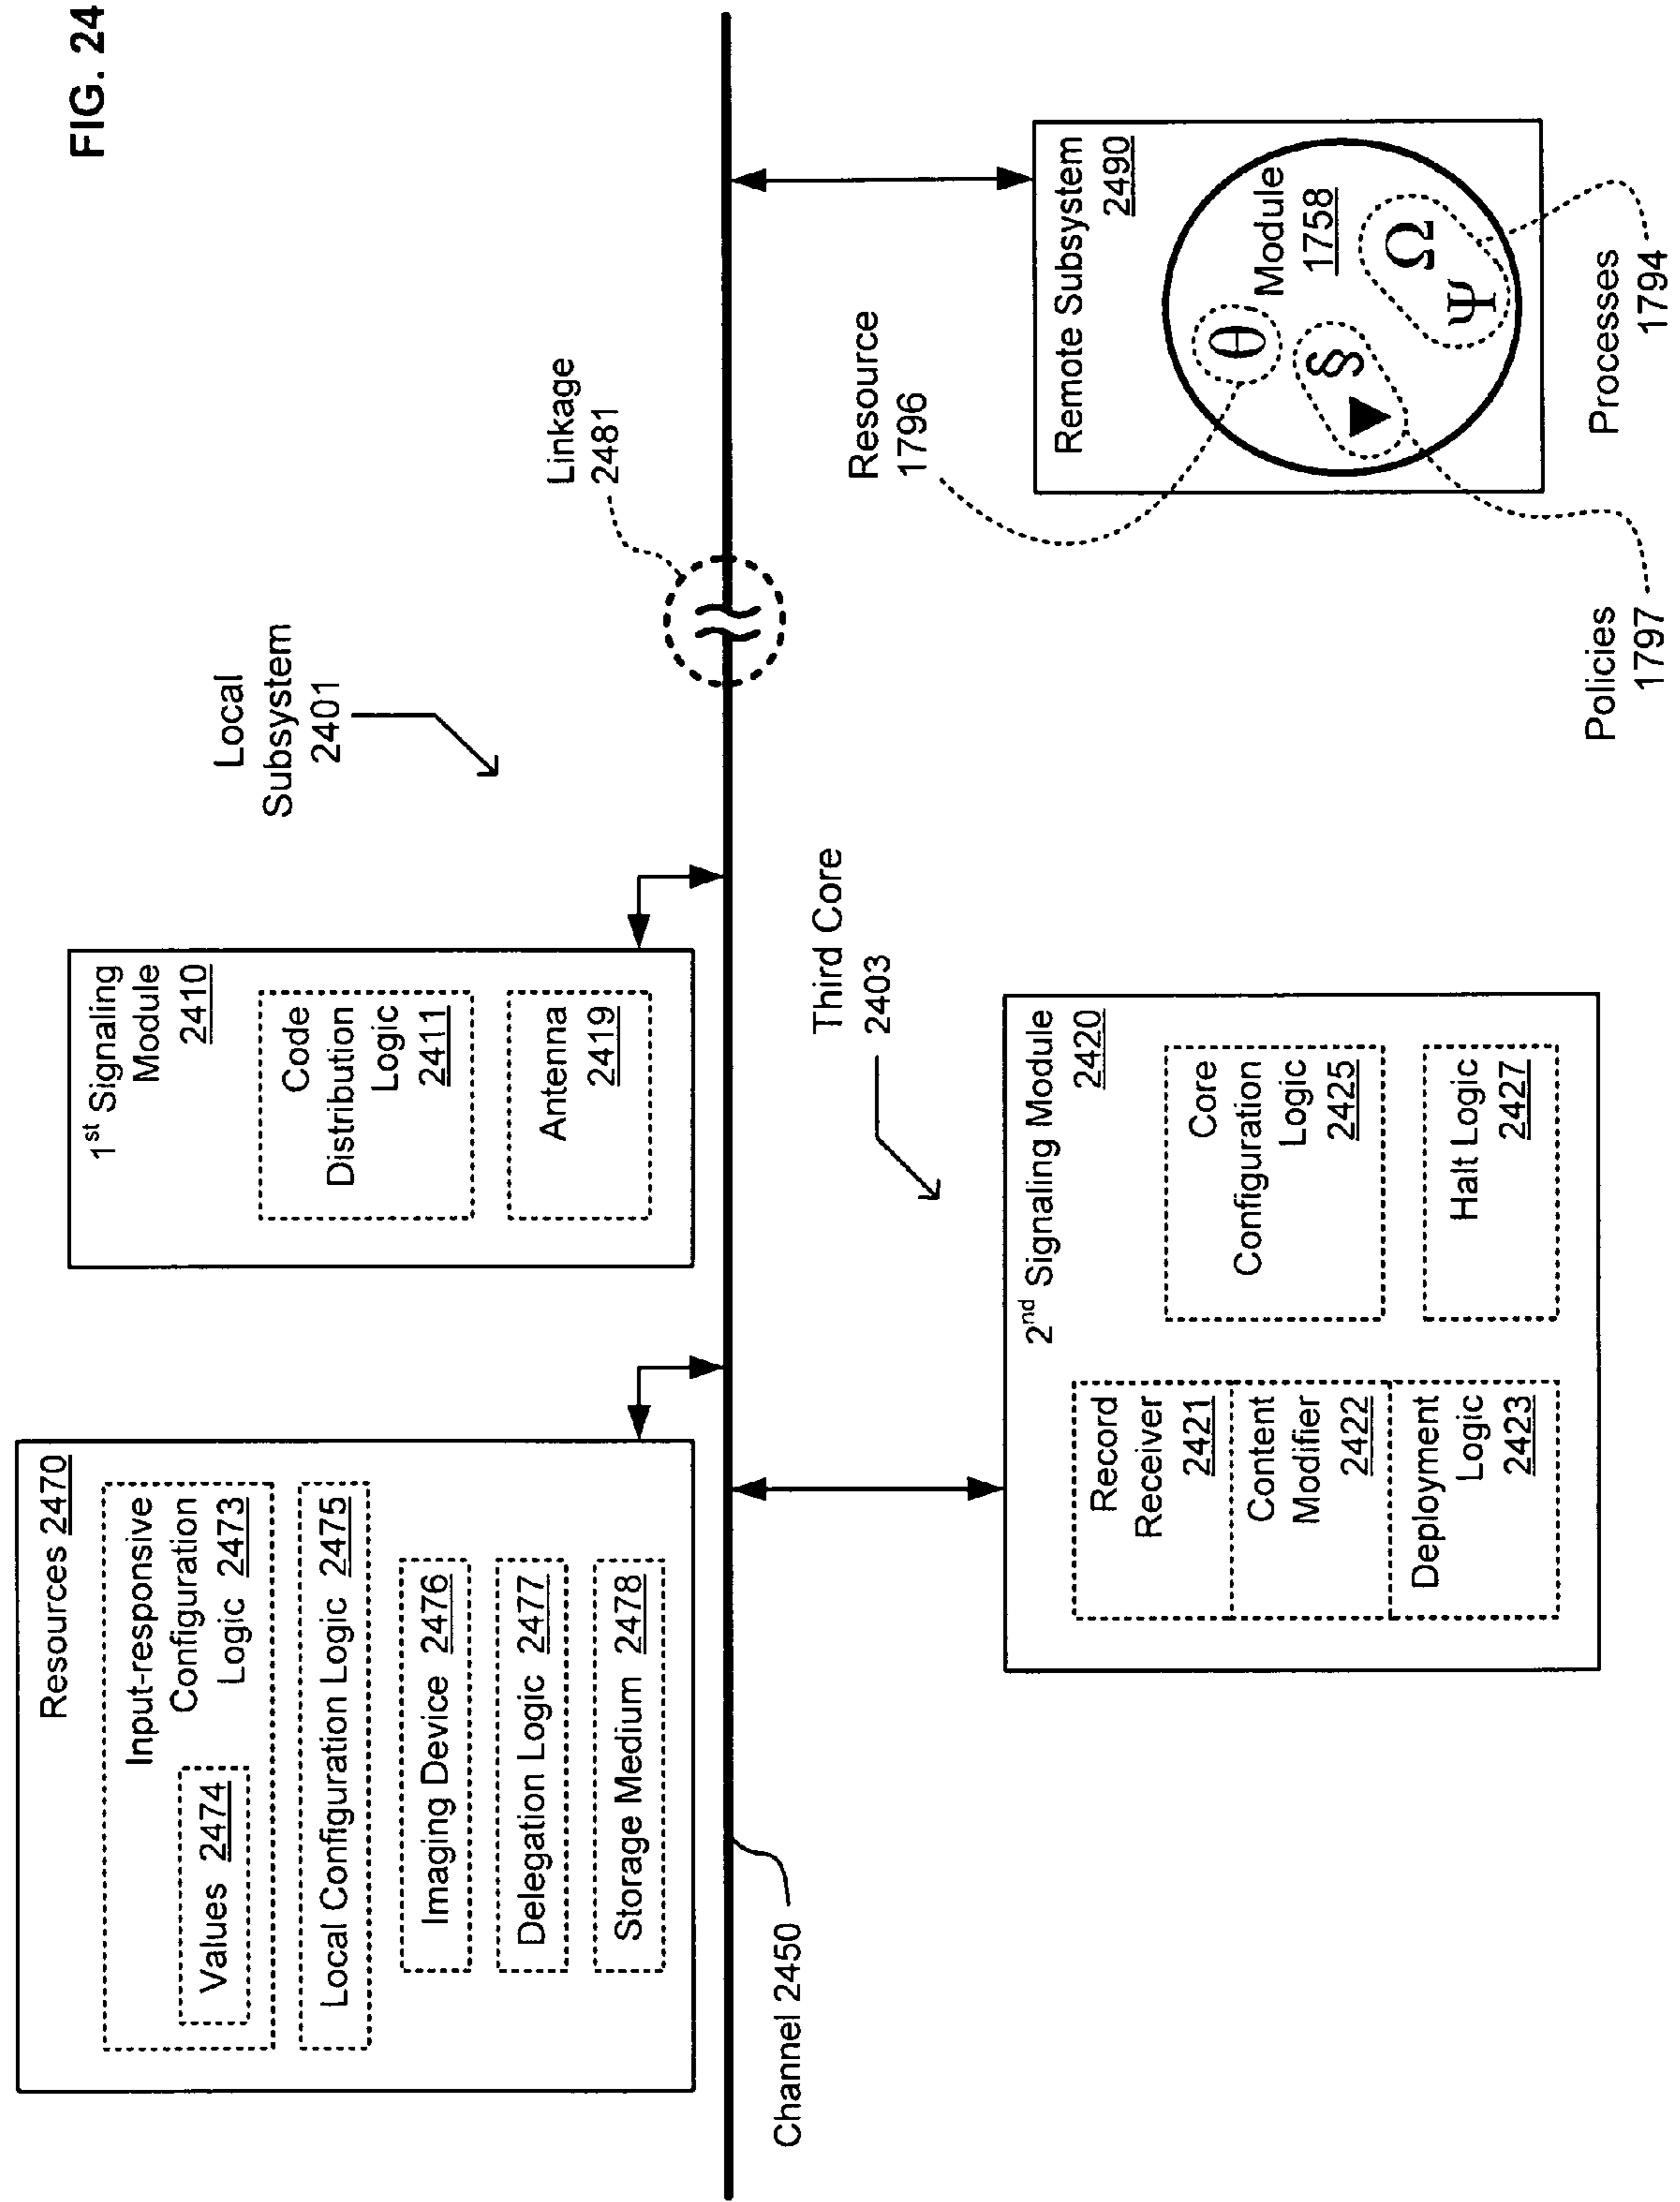 FIG. 24
Resources 2470
Input-responsive
Configuration
Logic 2473
Values 2474
Local Configuration Logic 2475
Imaging Device 2476
Delegation Logic 2477
Storage Medium 2478
1st Signaling
Module
2410
Code
Distribution
Logic
2411
Antenna
2419
Local
Subsystem
2401
Linkage
2481
Channel 2450
Third Core
2403
2nd Signaling Module
2420
Record
Receiver
2421
Content
Modifier
2422
Deployment
Logic
2423
Core
Configuration
Logic
2425
Halt Logic
2427
Resource
1796
Remote Subsystem
2490
Module
1758
θ
§
Ω
Ψ
Policies
1797
Processes
1794